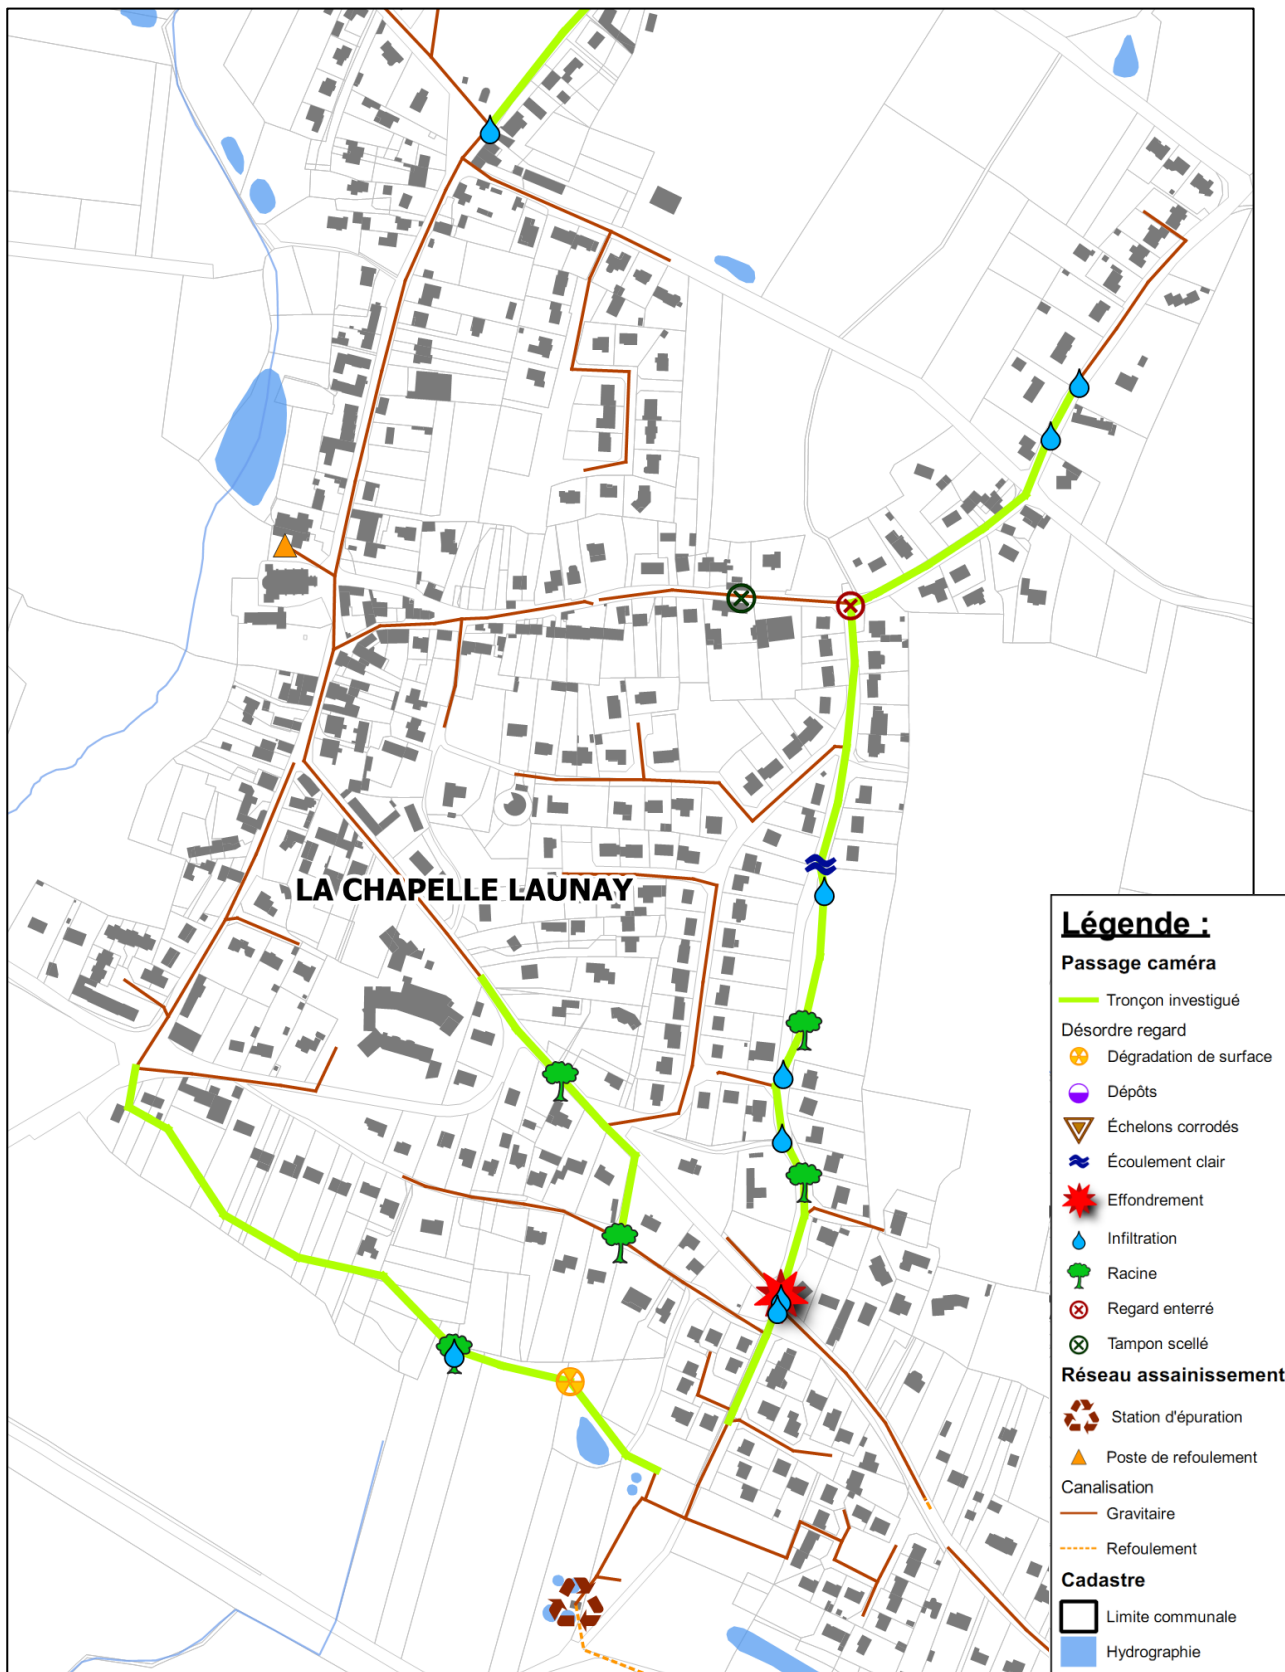 LA CHAPELLE LAUNAY
Légende :
Passage caméra
Tronçon investigué
Désordre regard
Dégradation de surface
Dépôts
Échelons corrodés
Écoulement clair
Effondrement
Infiltration
Racine
Regard enterré
Tampon scellé
Réseau assainissement
Station d'épuration
Poste de refoulement
Canalisation
Gravitaire
Refoulement
Cadastre
Limite communale
Hydrographie